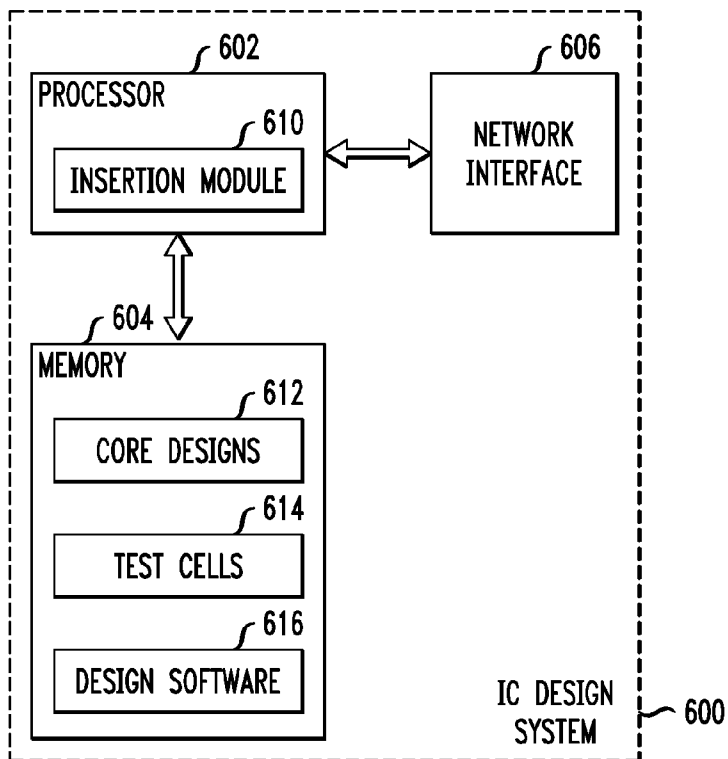 602
PROCESSOR
610
INSERTION MODULE
606
NETWORK
INTERFACE
604
MEMORY
612
CORE DESIGNS
614
TEST CELLS
616
DESIGN SOFTWARE
IC DESIGN
SYSTEM
600